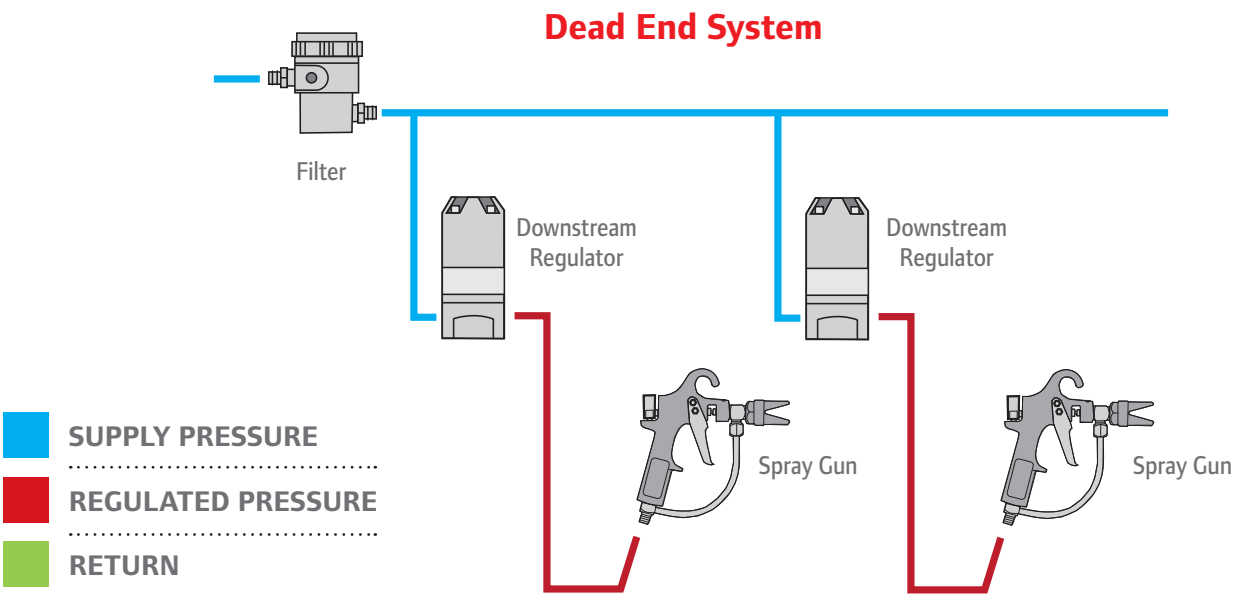 Dead End System
Filter
Downstream
Regulator
Downstream
Regulator
Spray Gun
Spray Gun
SUPPLY PRESSURE
REGULATED PRESSURE
RETURN